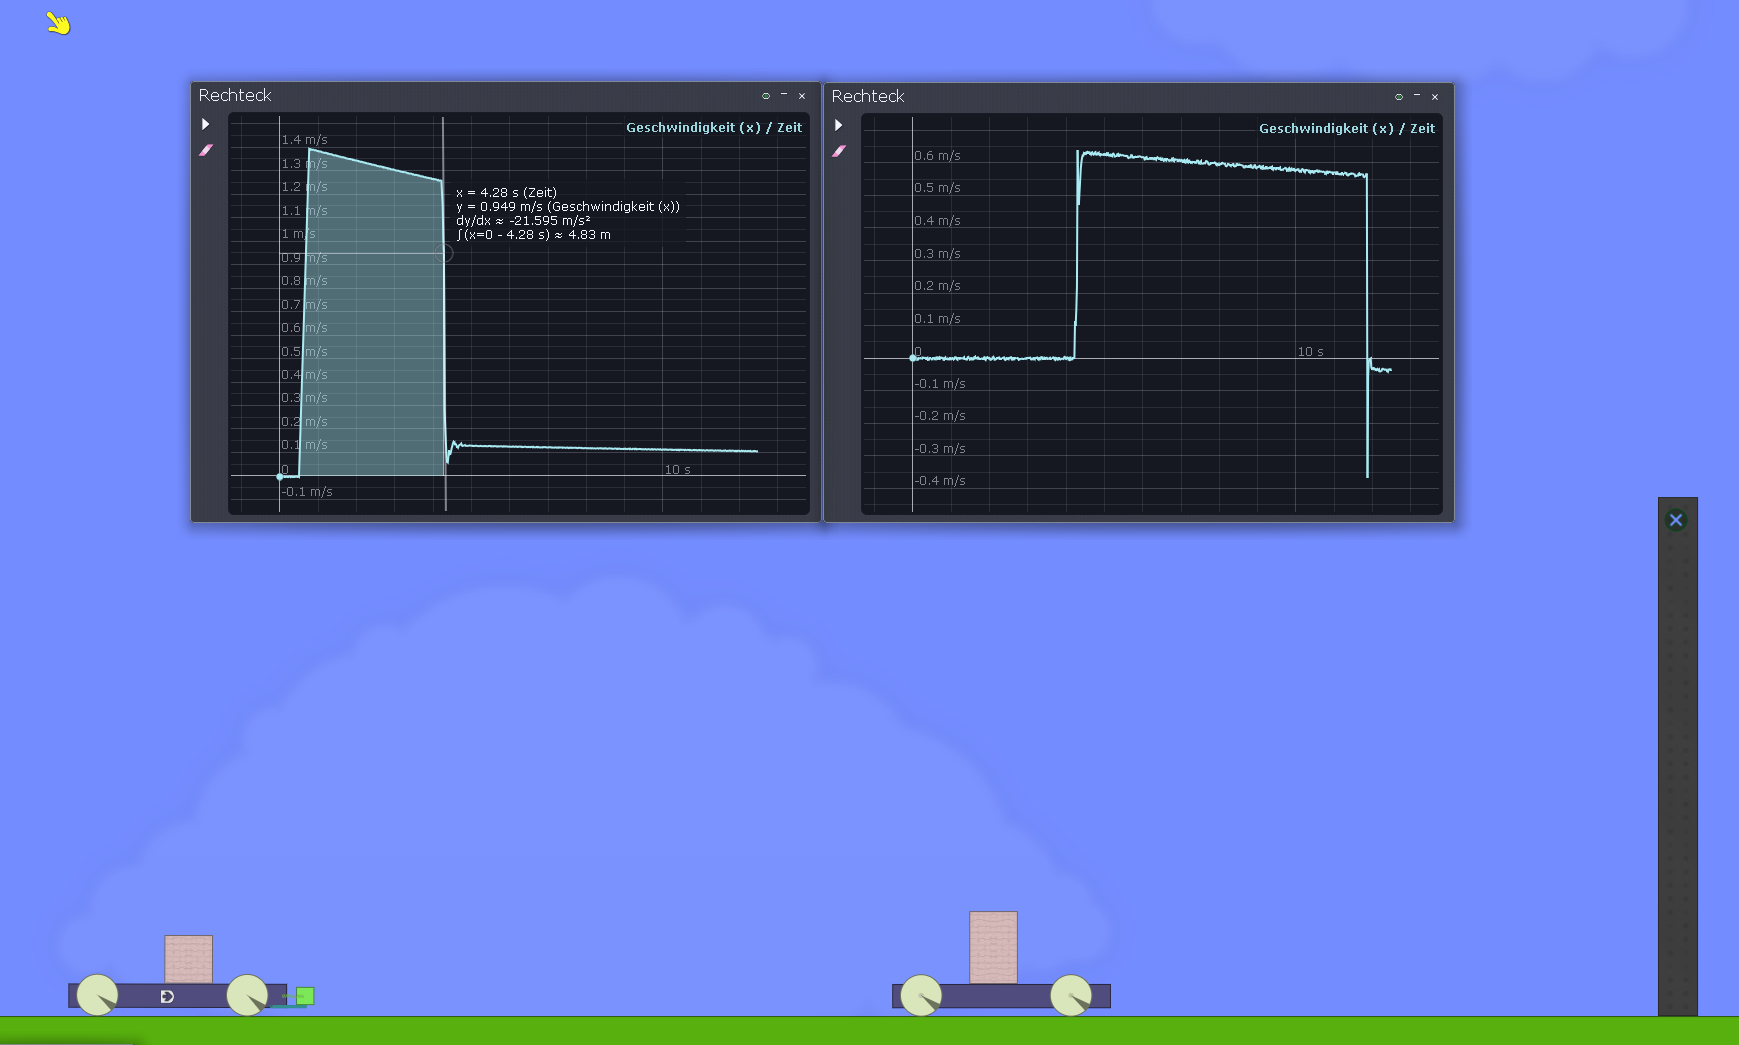 Rechteck
Geschwindigkeit (x) / Zeit
1.4 m/s
1.3 m/s
1.2 m/s
1.1 m/s
1 m/s
0.9 m/s
0.8 m/s
0.7 m/s
0.6 m/s
0.5 m/s
0.4 m/s
0.3 m/s
0.2 m/s
0.1 m/s
0
-0.1 m/s
10 s
x = 4.28 s (Zeit)
y = 0.949 m/s (Geschwindigkeit (x))
dy/dx ≈ -21.595 m/s²
∫(x=0 - 4.28 s) ≈ 4.83 m
Rechteck
Geschwindigkeit (x) / Zeit
0.6 m/s
0.5 m/s
0.4 m/s
0.3 m/s
0.2 m/s
0.1 m/s
0
10 s
-0.1 m/s
-0.2 m/s
-0.3 m/s
-0.4 m/s